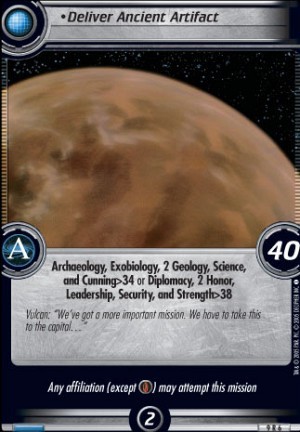 •Deliver Ancient Artifact
A
40
Archaeology, Exobiology, 2 Geology, Science,
and Cunning>34 or Diplomacy, 2 Honor,
Leadership, Security, and Strength>38
Vulcan: "We've got a more important mission. We have to take this
to the capital…"
Any affiliation (except) may attempt this mission
2